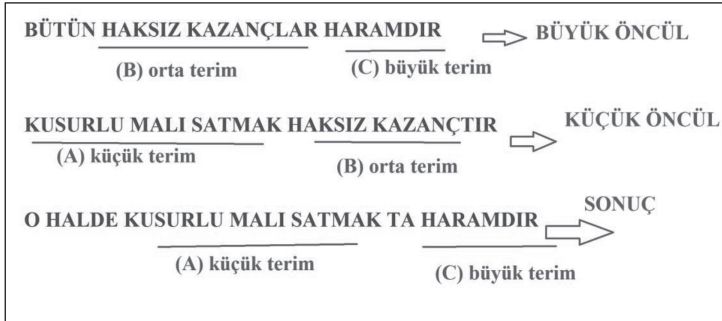 BÜTÜN HAKSIZ KAZANÇLAR HARAMDIR BÜYÜK ÖNCÜL
(B) orta terim (C) büyük terim
KUSURLU MALI SATMAK HAKSIZ KAZANÇTIR KÜÇÜK ÖNCÜL
(A) küçük terim (B) orta terim
O HALDE KUSURLU MALI SATMAK TA HARAMDIR SONUÇ
(A) küçük terim (C) büyük terim